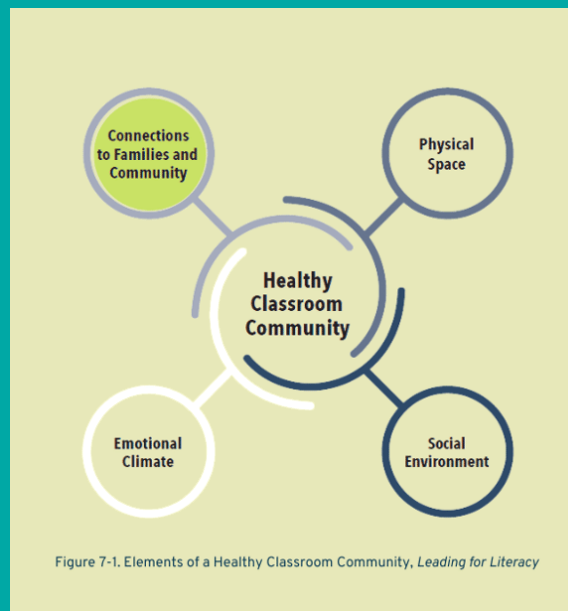 Connections
to Families and
Community
Physical
Space
Healthy
Classroom
Community
Emotional
Climate
Social
Environment
Figure 7-1. Elements of a Healthy Classroom Community, Leading for Literacy